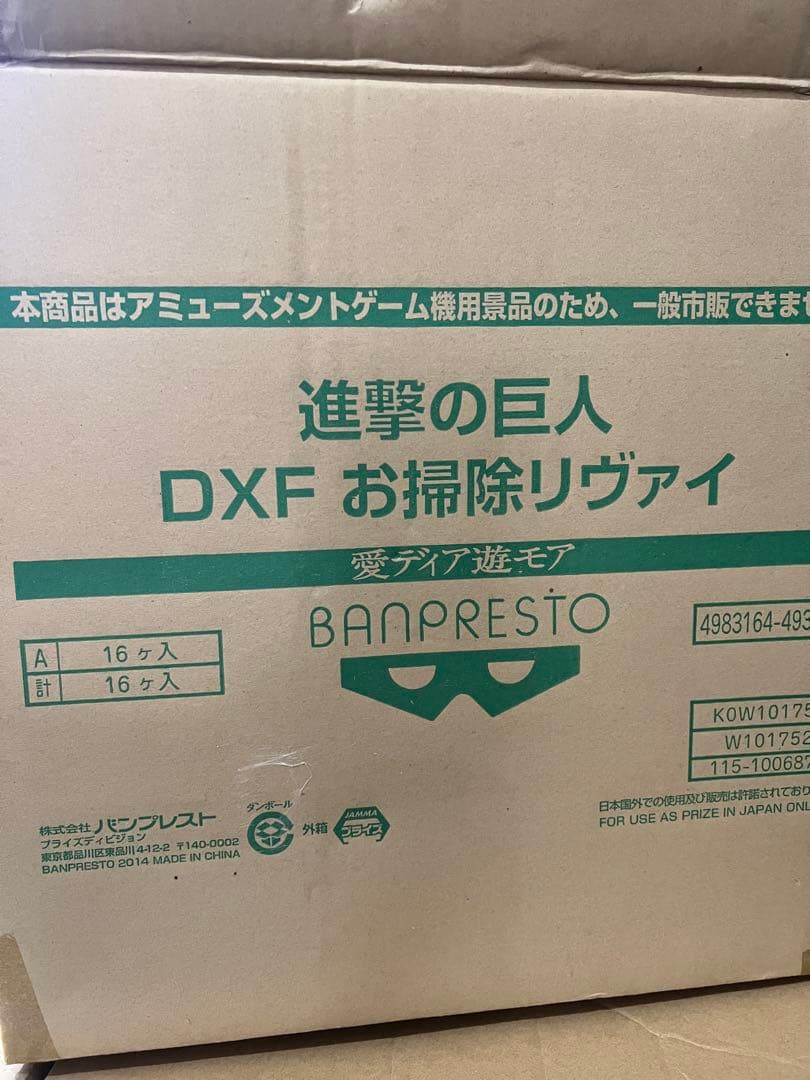 本商品はアミューズメントゲーム機用景品のため、一般市販できませ
進撃の巨人
DXF お掃除リヴァイ
愛ディア遊モア
BANPRESTO
4983164-493
A 16ヶ入
計 16ヶ入
K0W10175
W101752
115-100687
日本国外での使用及び販売は許諾されており
FOR USE AS PRIZE IN JAPAN ONL
ダンボール
外箱
JAMMA
プライズ
株式会社 バンプレスト
プライズディビジョン
東京都品川区東品川4-12-2 〒140-0002
BANPRESTO 2014 MADE IN CHINA